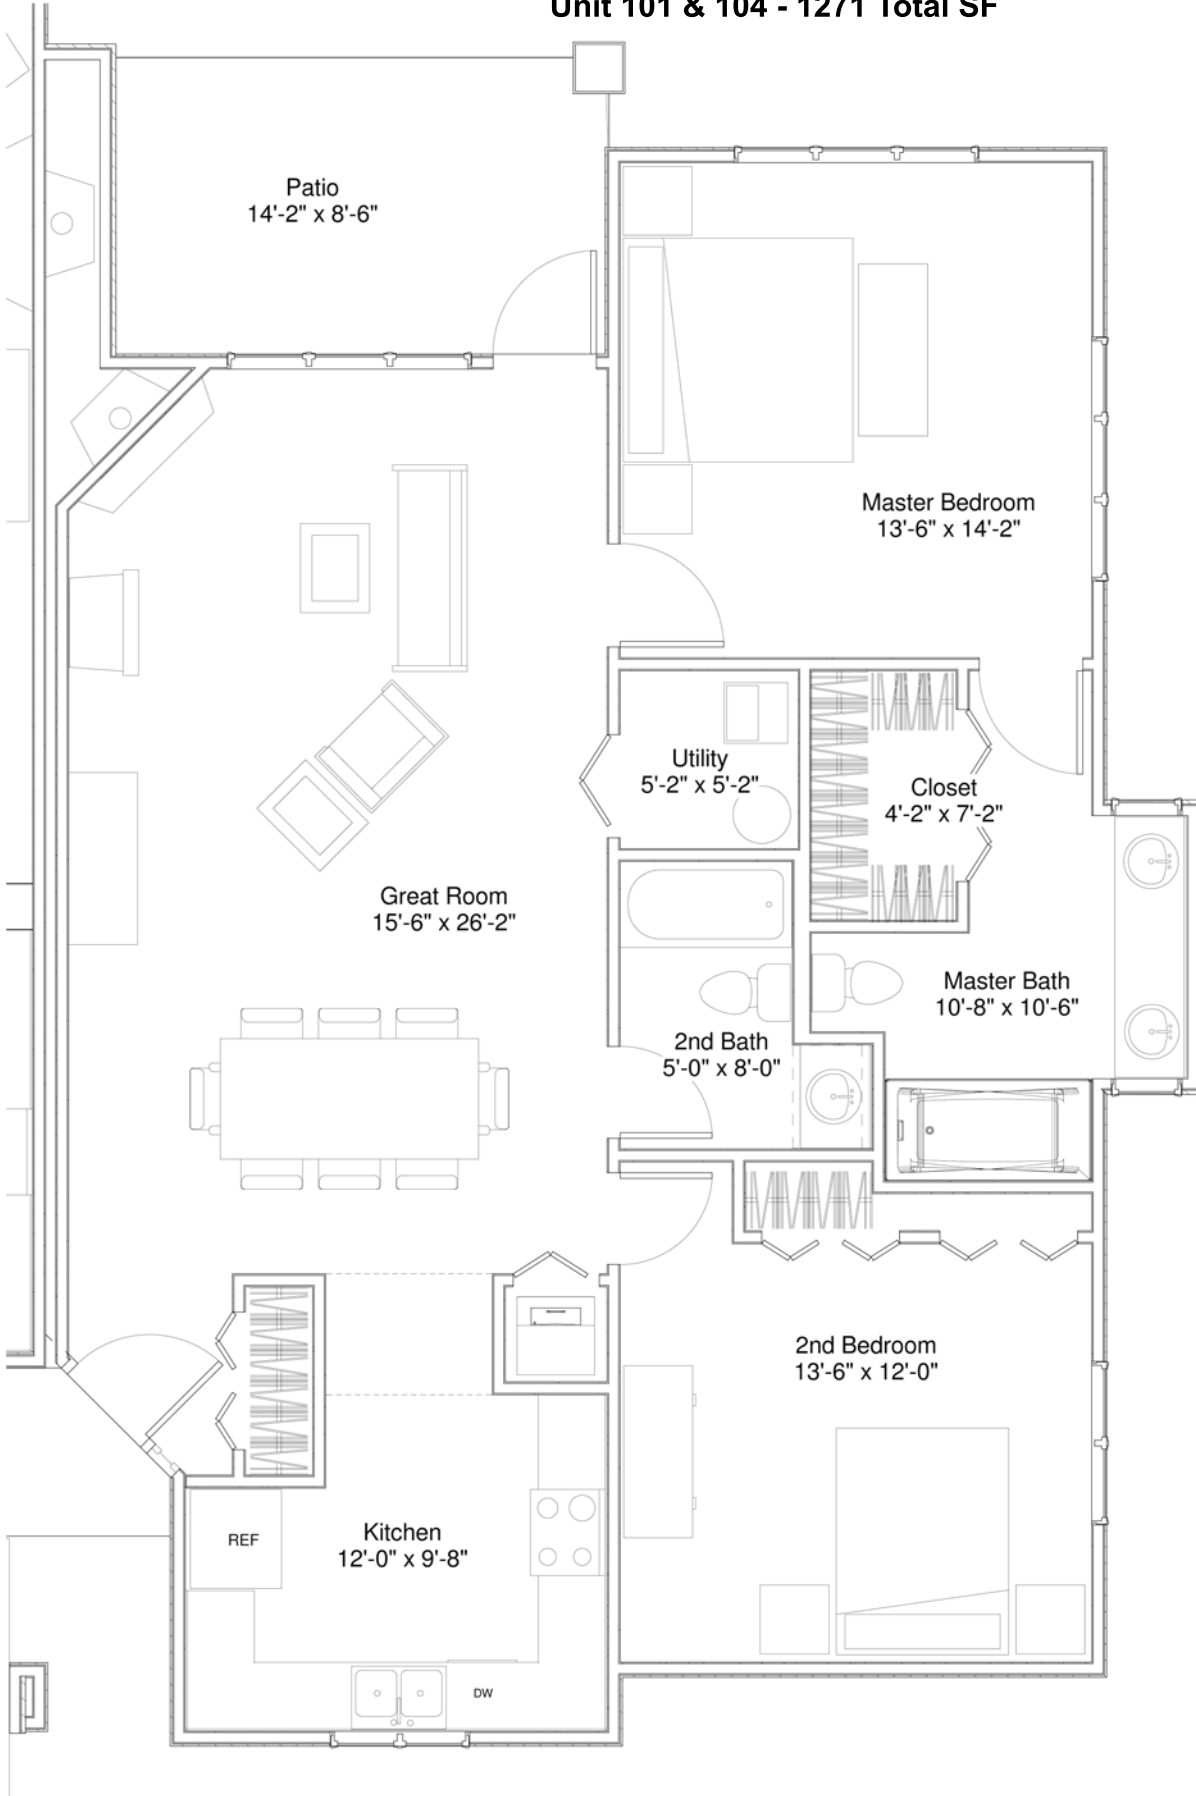 Unit 101 & 104 - 1271 Total SF
Patio
14'-2" x 8'-6"
Master Bedroom
13'-6" x 14'-2"
Utility
5'-2" x 5'-2"
Closet
4'-2" x 7'-2"
Great Room
15'-6" x 26'-2"
Master Bath
10'-8" x 10'-6"
2nd Bath
5'-0" x 8'-0"
2nd Bedroom
13'-6" x 12'-0"
Kitchen
12'-0" x 9'-8"
REF
DW